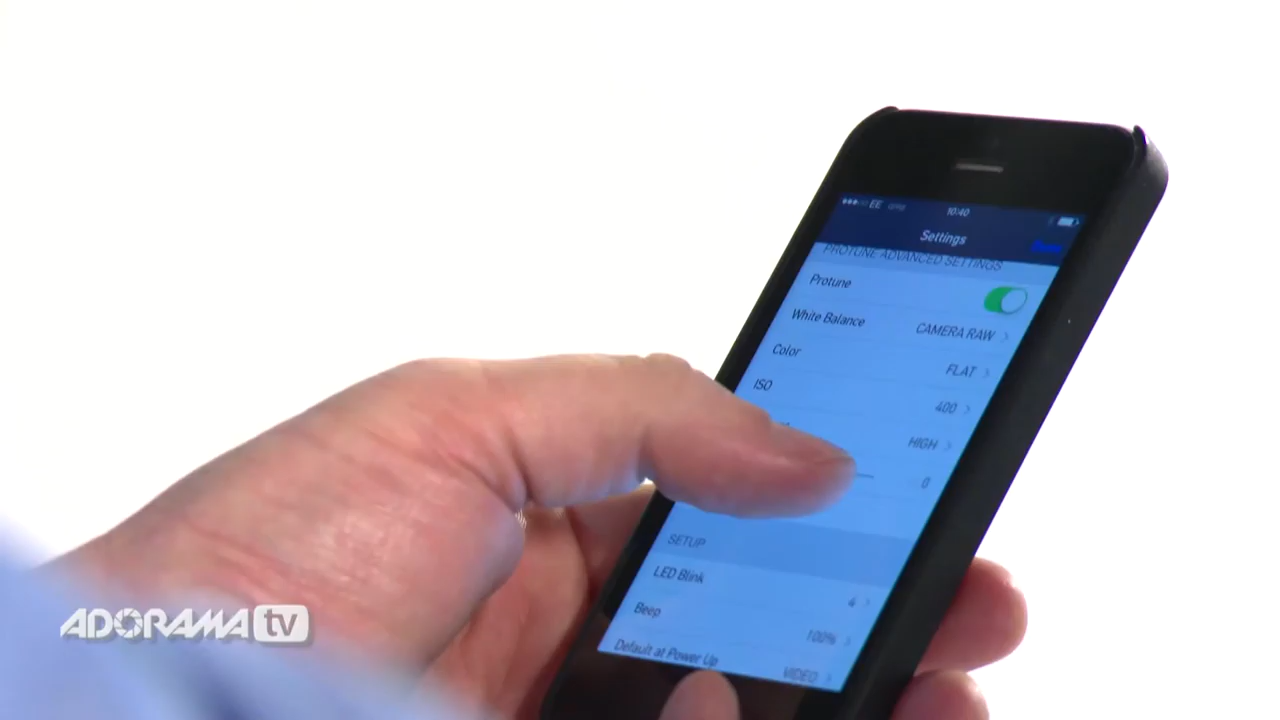 EE GPRS 10:40
Settings
PROTUNE ADVANCED SETTINGS
Protune
White Balance CAMERA RAW
Color FLAT
ISO 400
HIGH
0
SETUP
LED Blink 4
Beep 100%
Default at Power Up VIDEO
ADORAMA tv